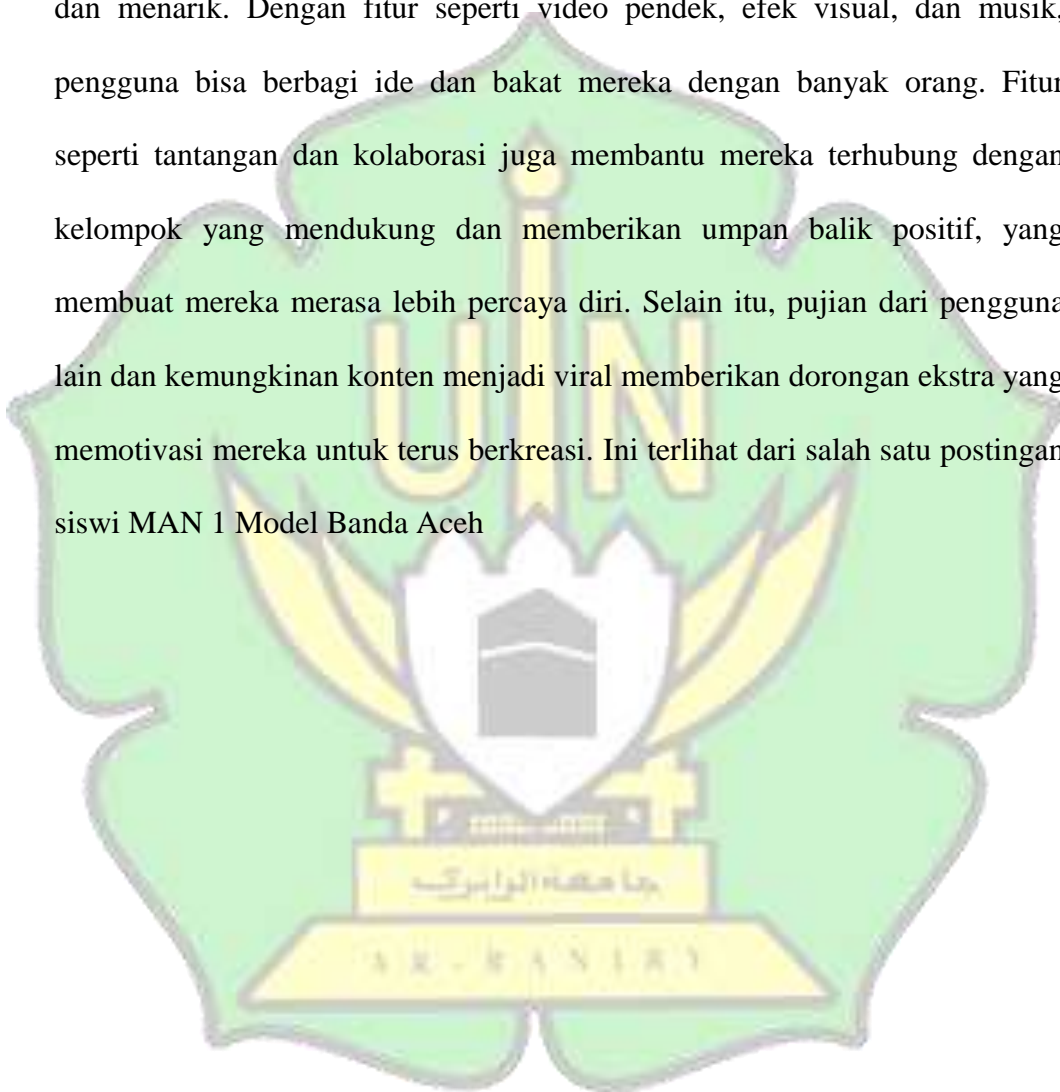 dan menarik. Dengan fitur seperti video pendek, efek visual, dan musik,
pengguna bisa berbagi ide dan bakat mereka dengan banyak orang. Fitur
seperti tantangan dan kolaborasi juga membantu mereka terhubung dengan
kelompok yang mendukung dan memberikan umpan balik positif, yang
membuat mereka merasa lebih percaya diri. Selain itu, pujian dari pengguna
lain dan kemungkinan konten menjadi viral memberikan dorongan ekstra yang
memotivasi mereka untuk terus berkreasi. Ini terlihat dari salah satu postingan
siswi MAN 1 Model Banda Aceh
UIN
جامعة الرانيري
AR-RANIRY